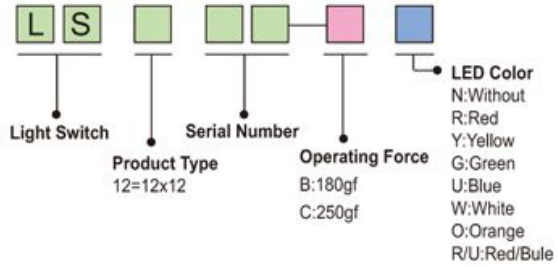 L S
Light Switch
Product Type
12=12x12
Serial Number
Operating Force
B:180gf
C:250gf
LED Color
N:Without
R:Red
Y:Yellow
G:Green
U:Blue
W:White
O:Orange
R/U:Red/Bule